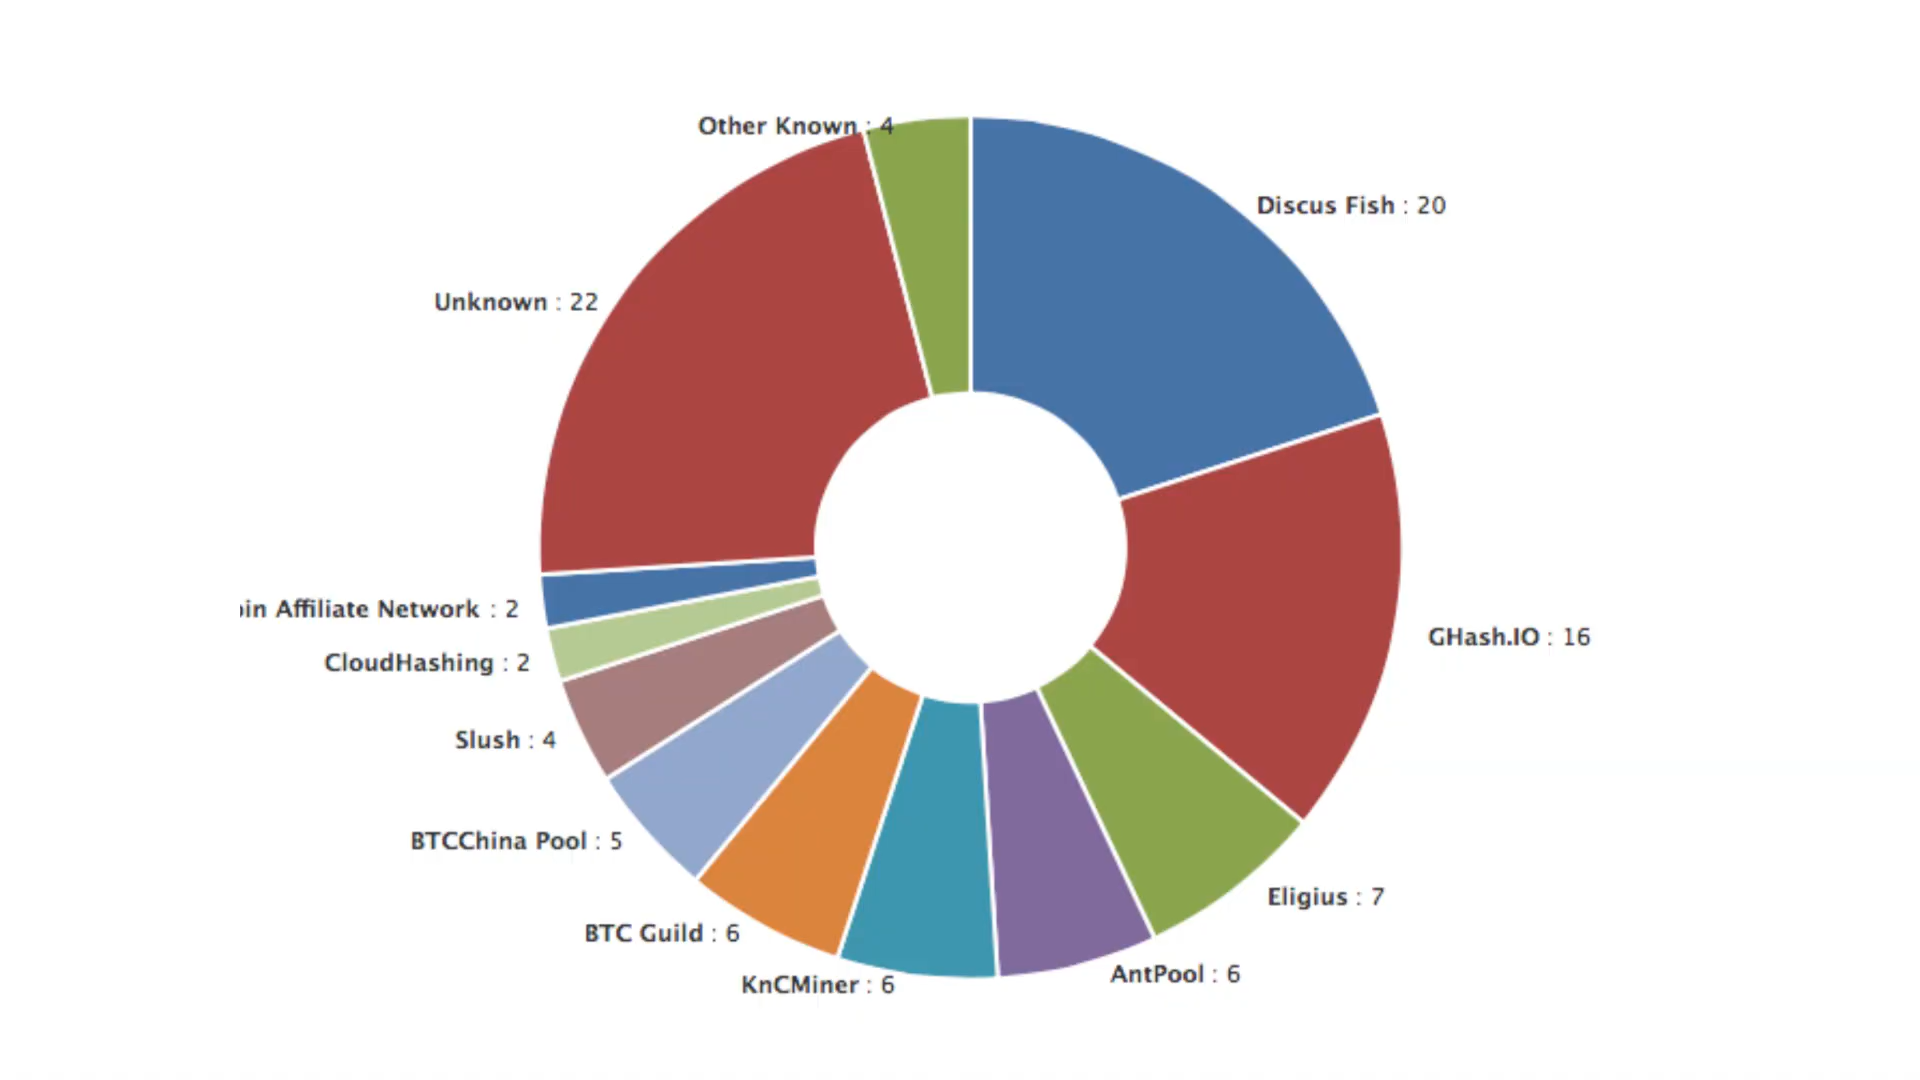 Other Known : 4
Discus Fish : 20
Unknown : 22
Affiliate Network : 2
GHash.IO : 16
CloudHashing : 2
Slush : 4
BTCChina Pool : 5
Eligius : 7
BTC Guild : 6
AntPool : 6
KnCMiner : 6